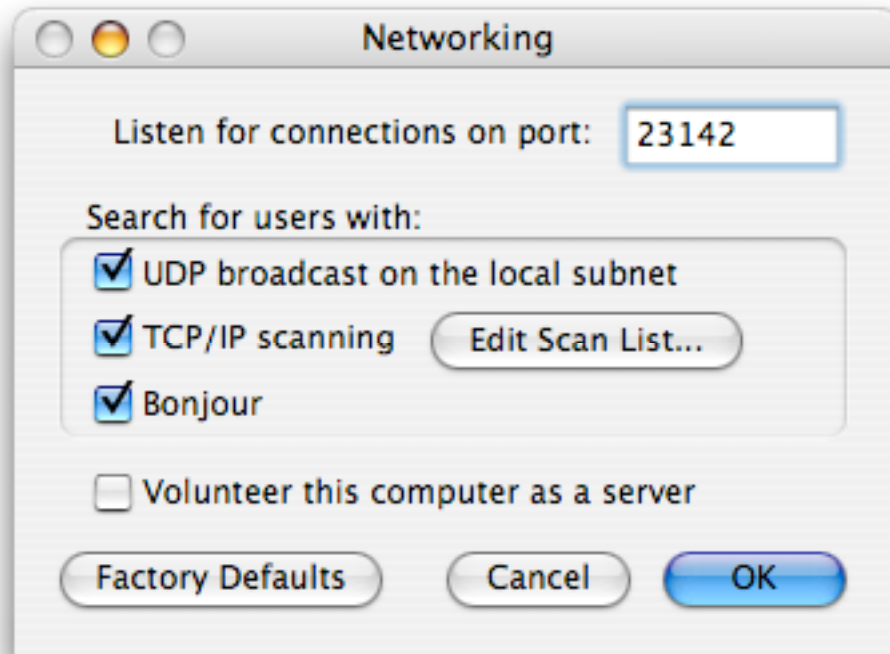 Networking
Listen for connections on port: 23142
Search for users with:
UDP broadcast on the local subnet
TCP/IP scanning Edit Scan List...
Bonjour
Volunteer this computer as a server
Factory Defaults Cancel OK